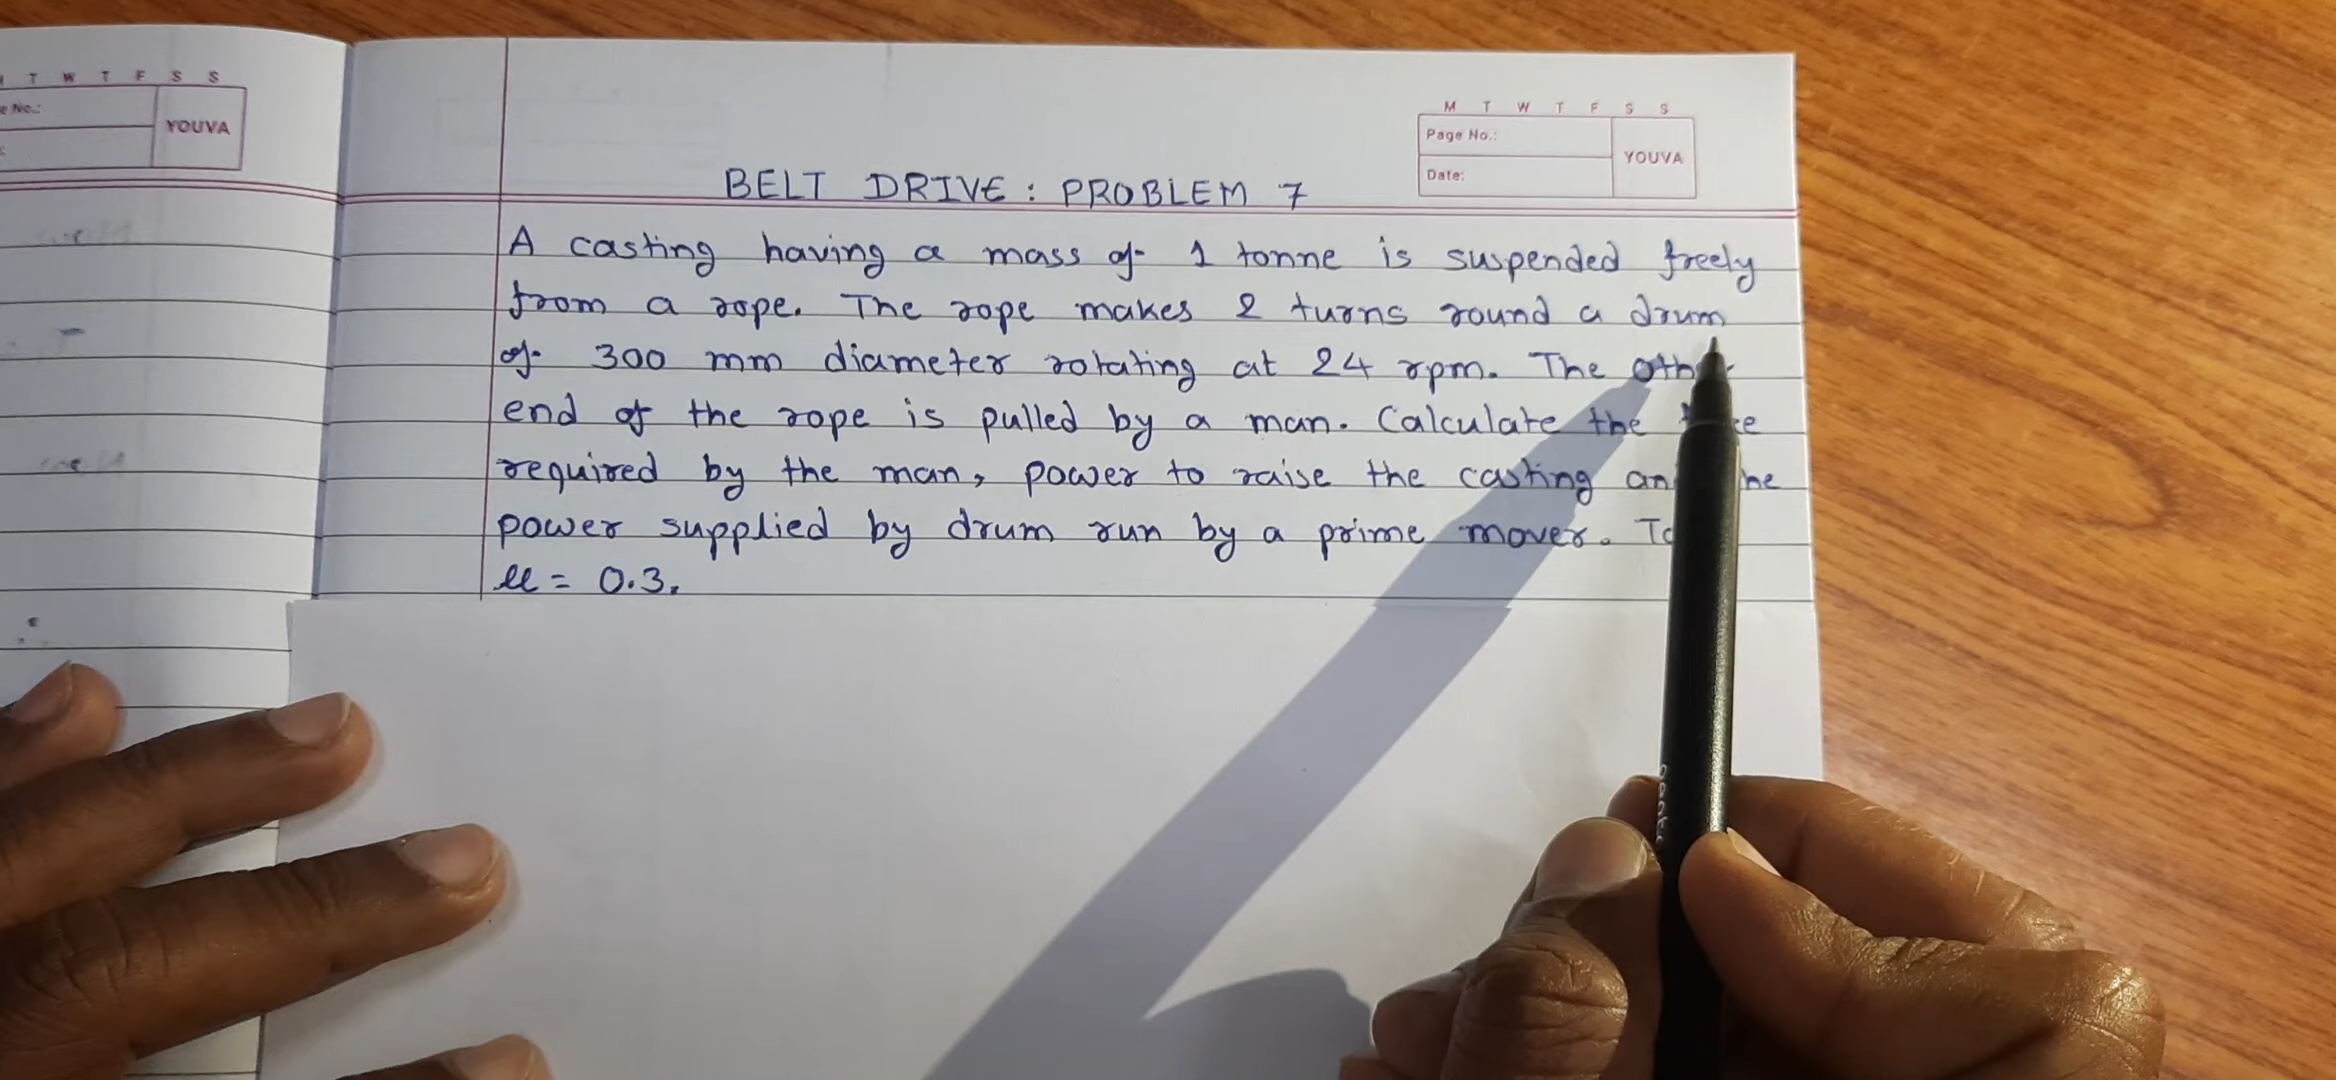 T W T F S S
e No.:
YOUVA
M T W T F S S
Page No.:
YOUVA
Date:
BELT DRIVE: PROBLEM 7
A casting having a mass of 1 tonne is suspended freely
from a rope. The rope makes 2 turns round a drum
of 300 mm diameter rotating at 24 rpm. The
end of the rope is pulled by a man. Calculate the
required by the man, power to raise the casting
power supplied by drum run by a prime mover.
μ = 0.3.